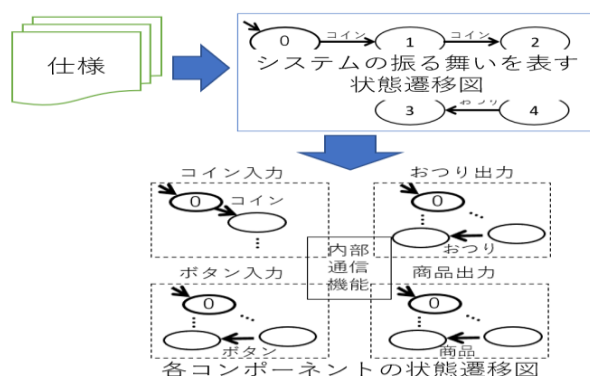 仕様
0
コイン
1
コイン
2
システムの振る舞いを表す
状態遷移図
3
おつり
4
コイン入力
おつり出力
0
コイン
0
おつり
内部
通信
機能
ボタン入力
商品出力
0
ボタン
0
商品
各コンポーネントの状態遷移図